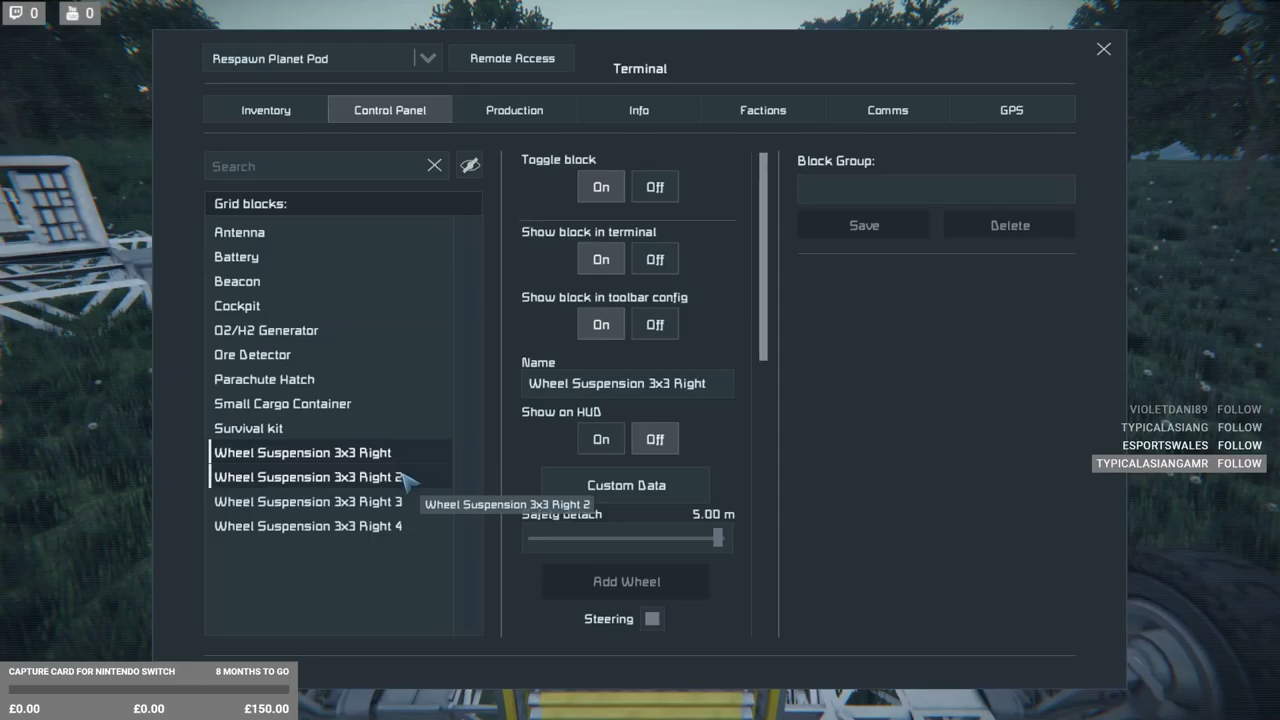 0 0
Respawn Planet Pod
Remote Access
Terminal
Inventory Control Panel Production Info Factions Comms GPS
Search
Grid blocks:
Antenna
Battery
Beacon
Cockpit
O2/H2 Generator
Ore Detector
Parachute Hatch
Small Cargo Container
Survival kit
Wheel Suspension 3x3 Right
Wheel Suspension 3x3 Right 2
Wheel Suspension 3x3 Right 3
Wheel Suspension 3x3 Right 4
Wheel Suspension 3x3 Right 2
Toggle block
On Off
Show block in terminal
On Off
Show block in toolbar config
On Off
Name
Wheel Suspension 3x3 Right
Show on HUD
On Off
Custom Data
Safety detach 5.00 m
Add Wheel
Steering
Block Group:
Save Delete
VIOLETDANI89 FOLLOW
TYPICALASIANG FOLLOW
ESPORTSWALES FOLLOW
TYPICALASIANGAMR FOLLOW
CAPTURE CARD FOR NINTENDO SWITCH 8 MONTHS TO GO
£0.00 £0.00 £150.00